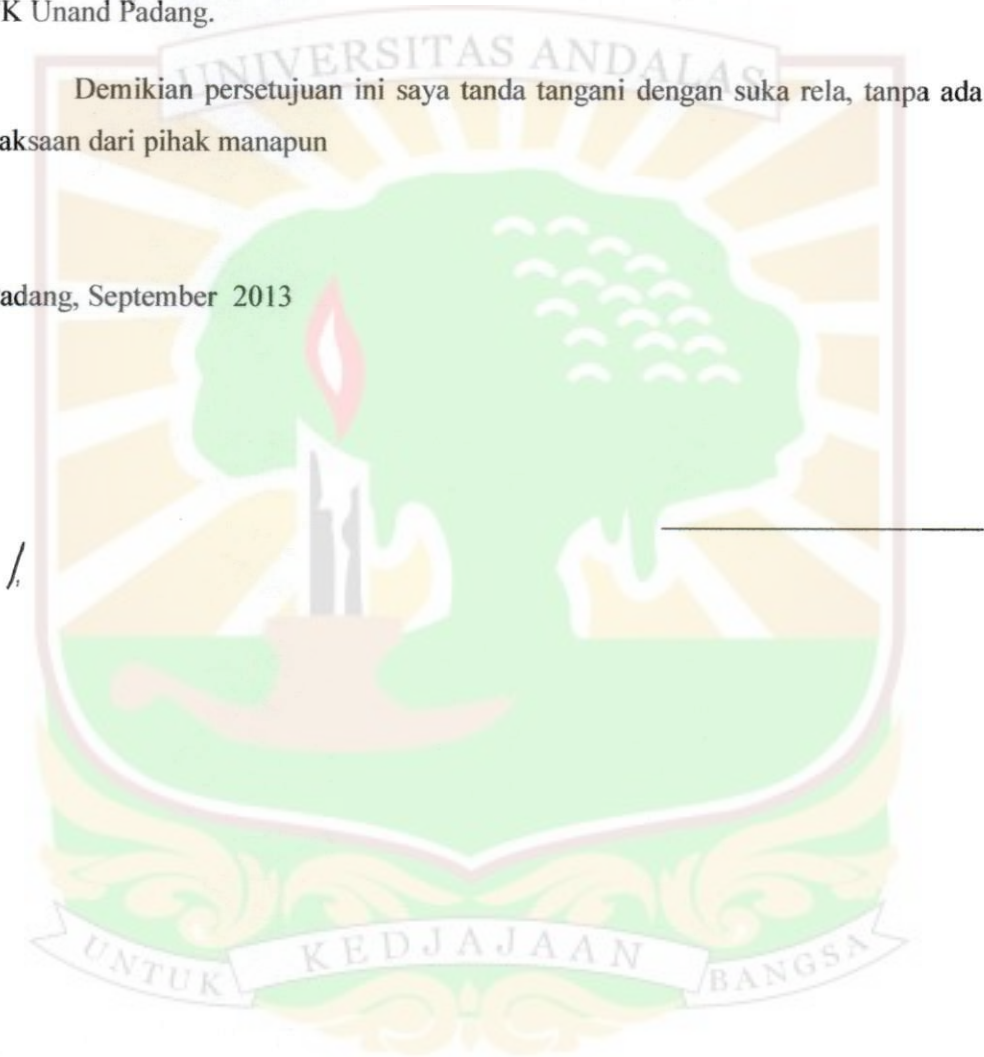 K Unand Padang.
UNIVERSITAS ANDALAS
Demikian persetujuan ini saya tanda tangani dengan suka rela, tanpa ada
aksaan dari pihak manapun
adang, September 2013
UNTUK KEDJAJAAN BANGSA